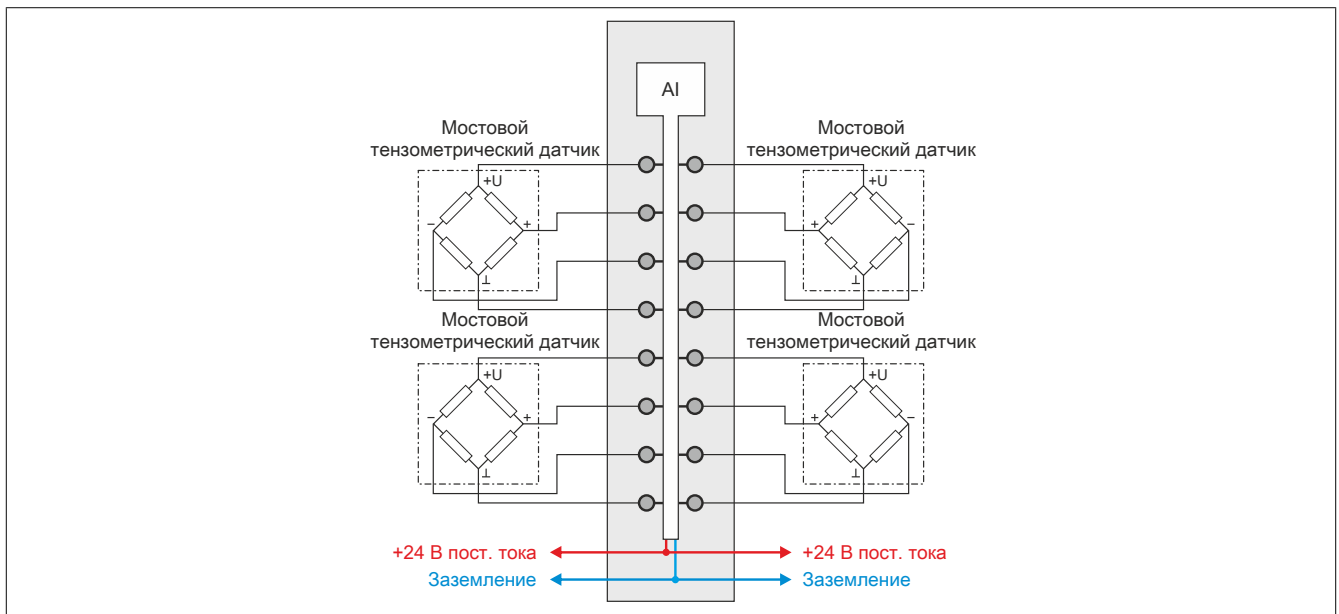 AI
Мостовой
тензометрический датчик
Мостовой
тензометрический датчик
+U
+U
−
+
+
−
⊥
⊥
Мостовой
тензометрический датчик
Мостовой
тензометрический датчик
+U
+U
−
+
+
−
⊥
⊥
+24 В пост. тока
+24 В пост. тока
Заземление
Заземление